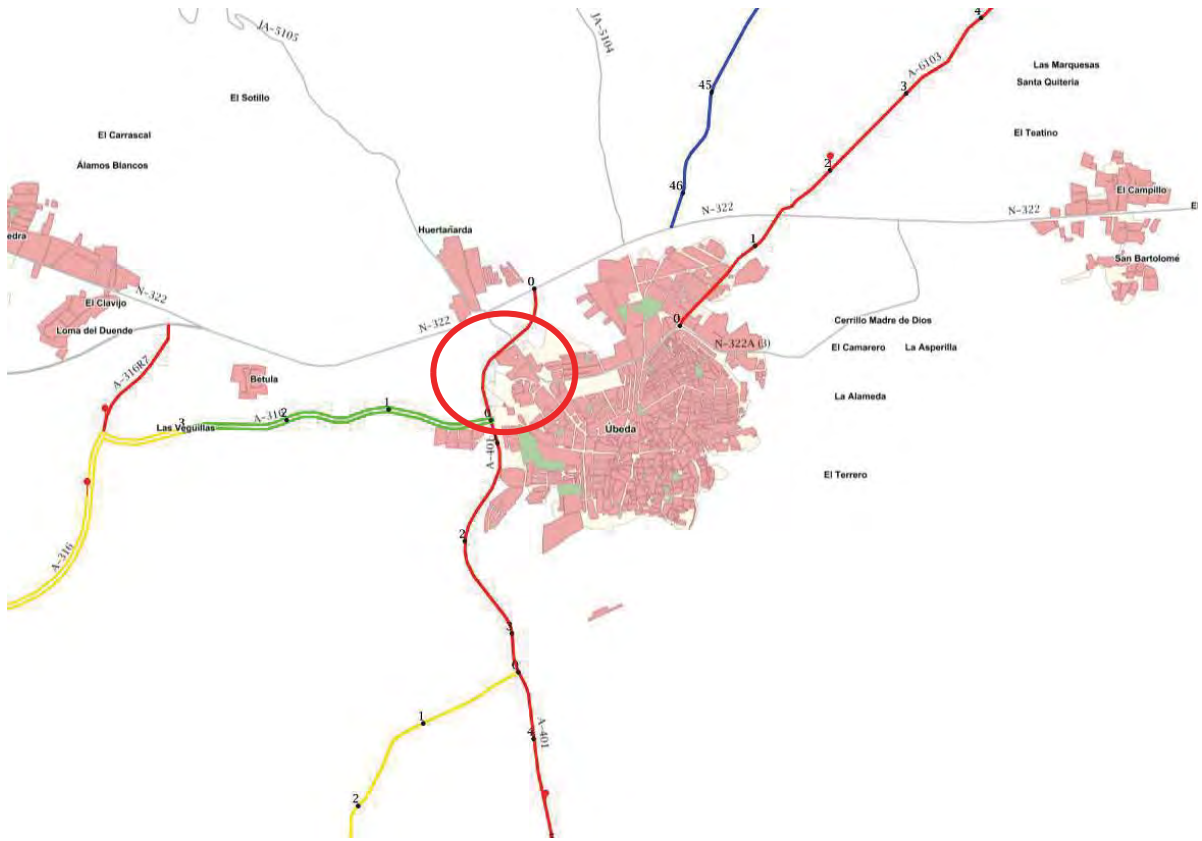 4
JA-5105
JA-5104
A-6103
Las Marquesas
Santa Quiteria
45
3
El Sotillo
El Carrascal
El Teatino
Álamos Blancos
2
46
El Campillo
N-322
N-322
El
Huertañarda
edra
1
San Bartolomé
0
N-322
El Clavijo
Loma del Duende
N-322
0
Cerrillo Madre de Dios
N-322A (3)
El Camarero
La Asperilla
A-316R7
Betula
La Alameda
1
2
A-316
3
0
Las Veguillas
Úbeda
A-401
El Terrero
2
A-316
3
0
1
4
A-401
2